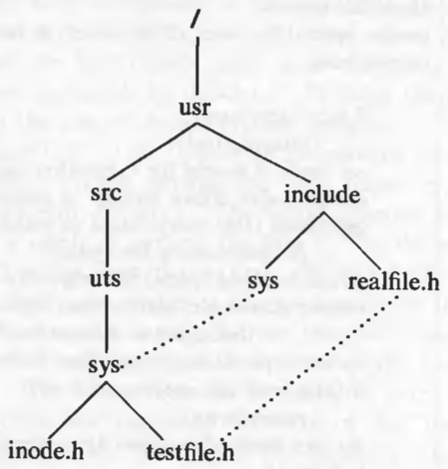 /
usr
src include
uts sys realfile.h
sys
inode.h testfile.h